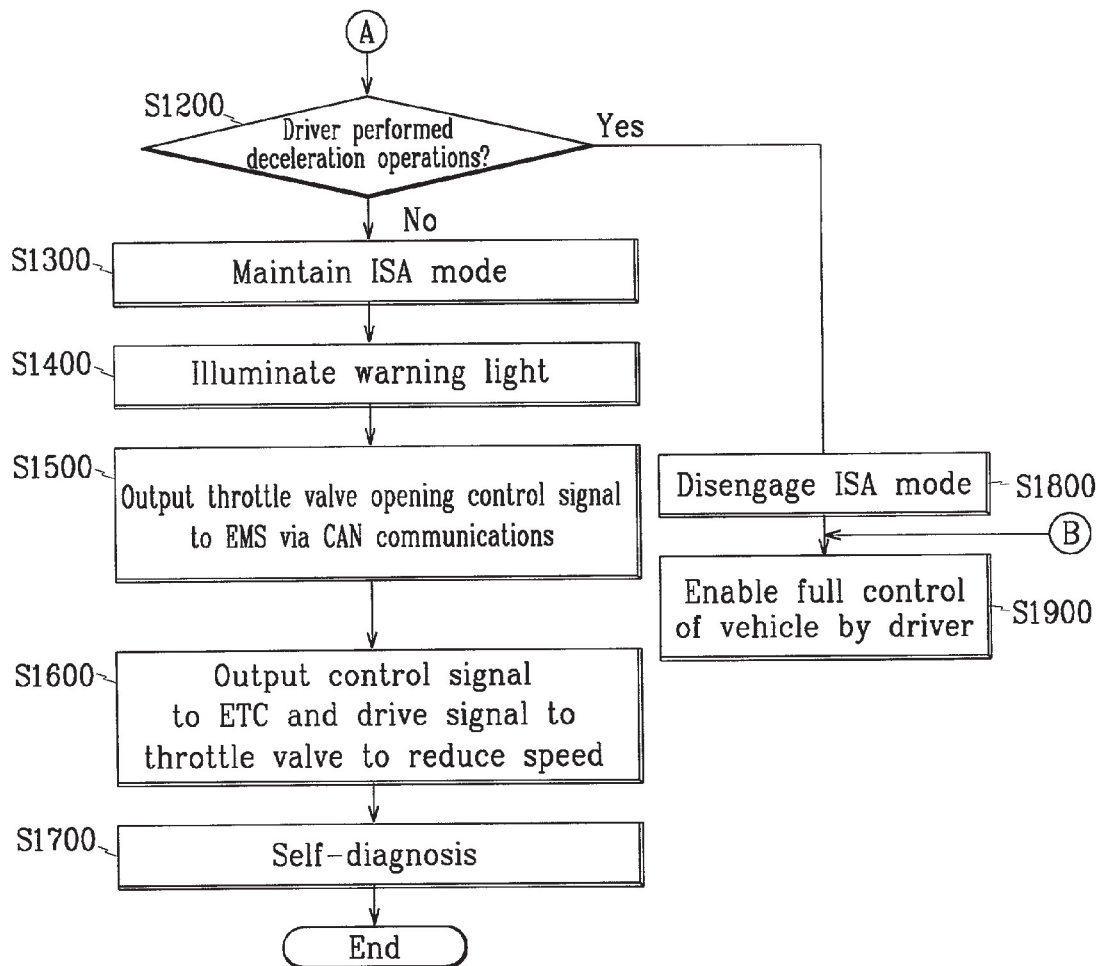 A
S1200
Driver performed
deceleration operations?
Yes
No
S1300
Maintain ISA mode
S1400
Illuminate warning light
S1500
Output throttle valve opening control signal
to EMS via CAN communications
Disengage ISA mode
S1800
B
Enable full control
of vehicle by driver
S1900
S1600
Output control signal
to ETC and drive signal to
throttle valve to reduce speed
S1700
Self-diagnosis
End